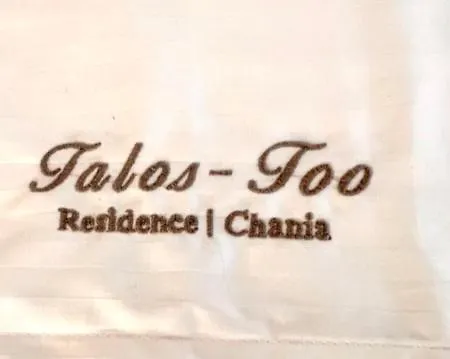 Talos - Too
Residence | Chania